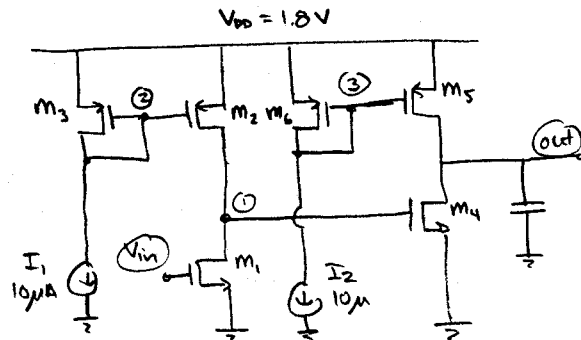 VDD = 1.8V
M3
②
M2
M6
③
M5
out
①
M4
Vin
M1
I1
10μA
I2
10μ